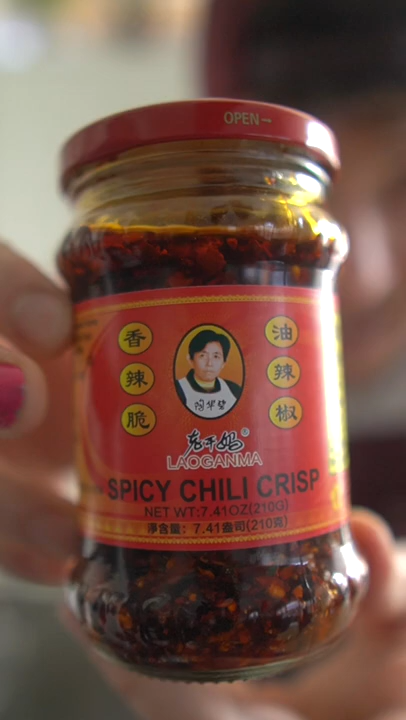 OPEN→
香辣脆
油辣椒
陶华碧
老干妈®
LAOGANMA
SPICY CHILI CRISP
NET WT:7.41OZ(210G)
淨含量: 7.41盎司(210克)